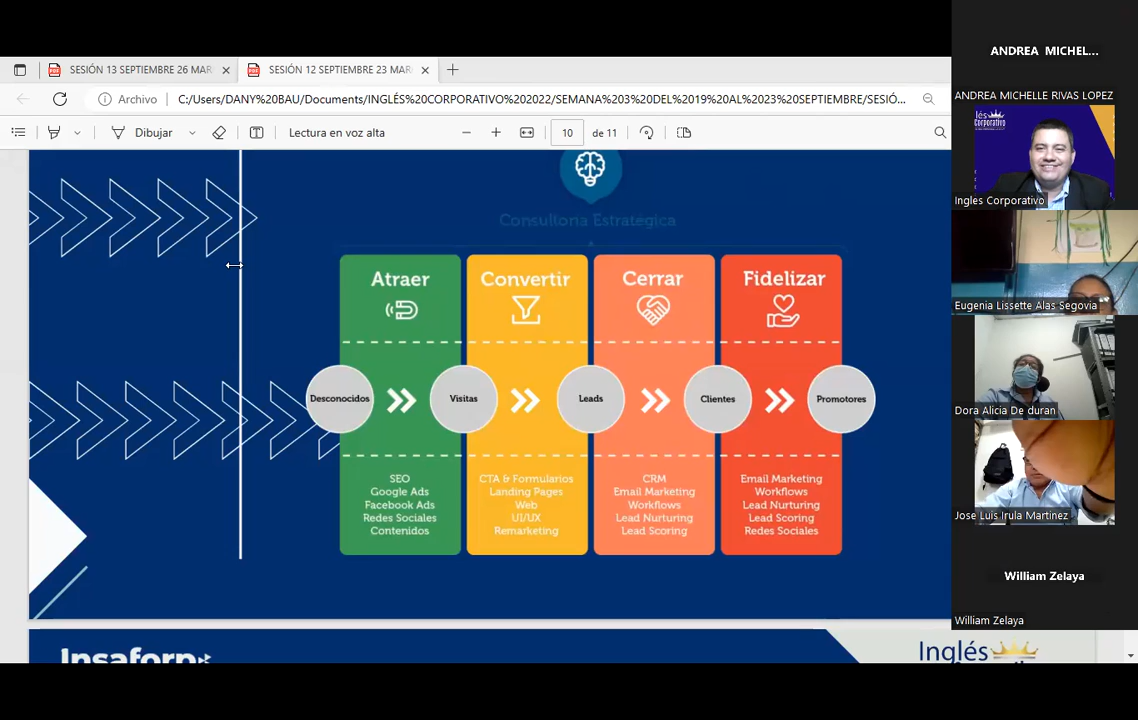 SESIÓN 13 SEPTIEMBRE 26 MAR
SESIÓN 12 SEPTIEMBRE 23 MAR
Archivo
C:/Users/DANY%20BAU/Documents/INGLÉS%20CORPORATIVO%202022/SEMANA%203%20DEL%2019%20AL%2023%20SEPTIEMBRE/SESIÓ...
Dibujar
Lectura en voz alta
10
de 11
Consultoria Estrategica
Atraer
Convertir
Cerrar
Fidelizar
Desconocidos
Visitas
Leads
Clientes
Promotores
SEO
Google Ads
Facebook Ads
Redes Sociales
Contenidos
CTA & Formularios
Landing Pages
Web
UI/UX
Remarketing
CRM
Email Marketing
Workflows
Lead Nurturing
Lead Scoring
Email Marketing
Workflows
Lead Nurturing
Lead Scoring
Redes Sociales
Insaforp
Inglés
ANDREA MICHEL...
ANDREA MICHELLE RIVAS LOPEZ
lés
Corporativo
Ingles Corporativo
Eugenia Lissette Alas Segovia
Dora Alicia De duran
Jose Luis Irula Martinez
William Zelaya
William Zelaya